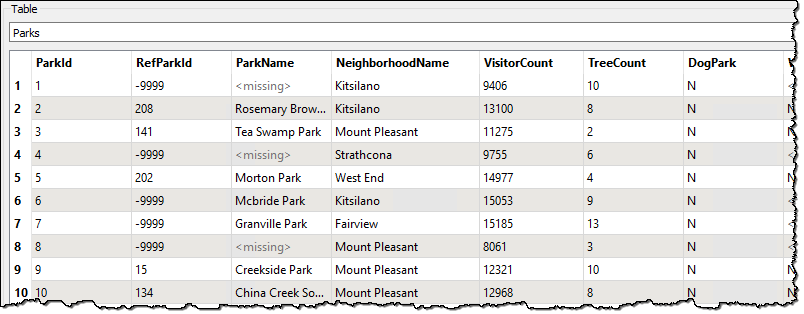 Table
Parks
ParkId RefParkId ParkName NeighborhoodName VisitorCount TreeCount DogPark
1 1 -9999 <missing> Kitsilano 9406 10 N
2 2 208 Rosemary Brow... Kitsilano 13100 8 N
3 3 141 Tea Swamp Park Mount Pleasant 11275 2 N
4 4 -9999 <missing> Strathcona 9755 6 N <
5 5 202 Morton Park West End 14977 4 N
6 6 -9999 Mcbride Park Kitsilano 15053 9 N <
7 7 -9999 Granville Park Fairview 15185 13 N <
8 8 -9999 <missing> Mount Pleasant 8061 3 N <
9 9 15 Creekside Park Mount Pleasant 12321 10 N N
10 10 134 China Creek So... Mount Pleasant 12968 8 N